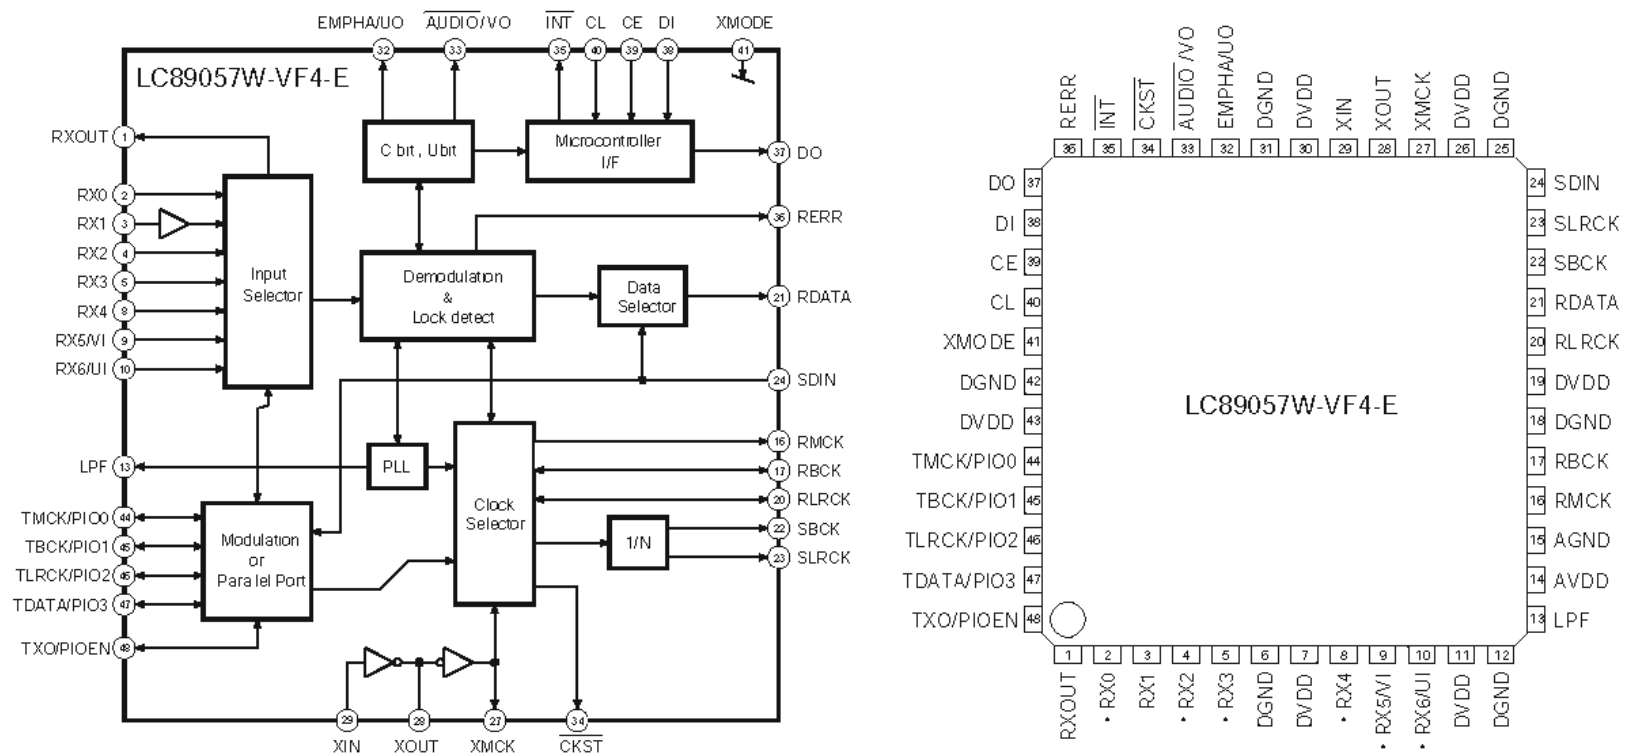 EMPHA/UO AUDIO/VO INT CL CE DI XMODE
32 33 35 40 39 38 41
LC89057W-VF4-E
RXOUT 1
C bit, Ubit
Microcontroller
I/F
37 DO
RX0 2
RX1 3
RX2 4
RX3 5
RX4 8
RX5/VI 9
RX6/UI 10
Input
Selector
36 RERR
Demodulation
&
Lock detect
Data
Selector
21 RDATA
24 SDIN
LPF 13
PLL
Clock
Selector
16 RMCK
17 RBCK
20 RLRCK
22 SBCK
23 SLRCK
1/N
TMCK/PIO0 44
TBCK/PIO1 45
TLRCK/PIO2 46
TDATA/PIO3 47
TXO/PIOEN 48
Modulation
or
Parallel Port
29 28 27 34
XIN XOUT XMCK CKST
RERR INT CKST AUDIO/VO EMPHA/UO DGND DVDD XIN XOUT XMCK DVDD DGND
36 35 34 33 32 31 30 29 28 27 26 25
DO 37
DI 38
CE 39
CL 40
XMODE 41
DGND 42
DVDD 43
TMCK/PIO0 44
TBCK/PIO1 45
TLRCK/PIO2 46
TDATA/PIO3 47
TXO/PIOEN 48
LC89057W-VF4-E
24 SDIN
23 SLRCK
22 SBCK
21 RDATA
20 RLRCK
19 DVDD
18 DGND
17 RBCK
16 RMCK
15 AGND
14 AVDD
13 LPF
1 2 3 4 5 6 7 8 9 10 11 12
RXOUT * RX0 RX1 * RX2 * RX3 DGND DVDD * RX4 * RX5/VI * RX6/UI DVDD DGND